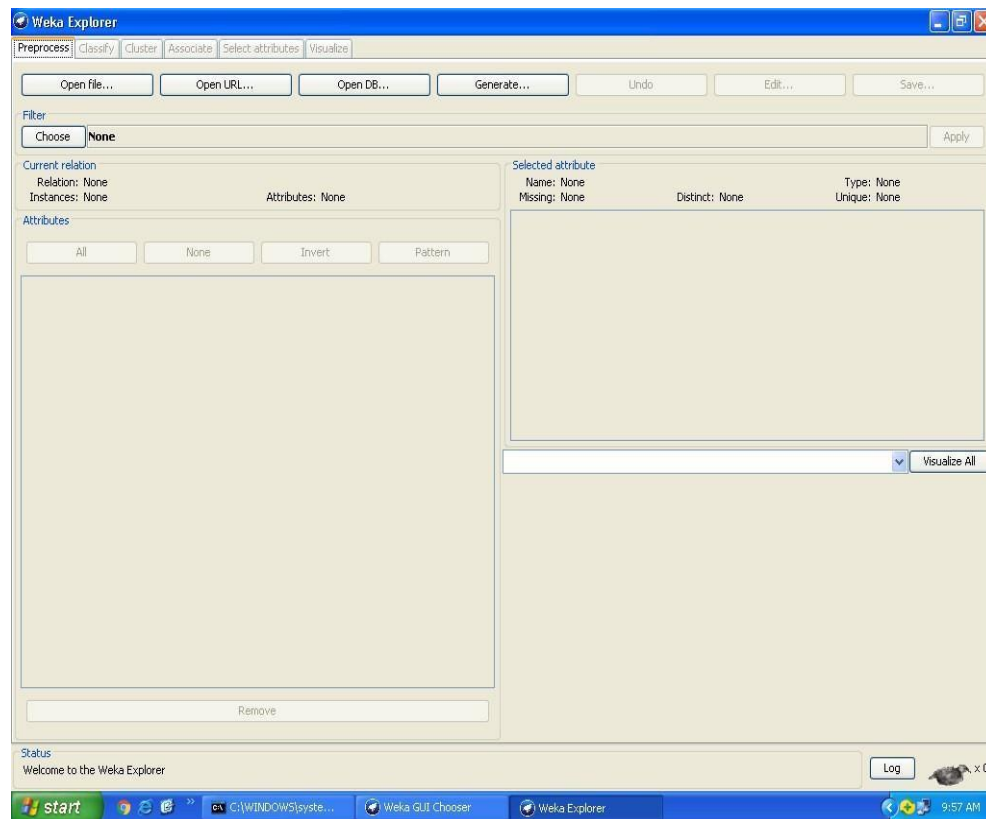 Weka Explorer
Preprocess Classify Cluster Associate Select attributes Visualize
Open file... Open URL... Open DB... Generate... Undo Edit... Save...
Filter
Choose None Apply
Current relation
Relation: None
Instances: None Attributes: None
Selected attribute
Name: None Type: None
Missing: None Distinct: None Unique: None
Attributes
All None Invert Pattern
Visualize All
Remove
Status
Welcome to the Weka Explorer
Log x 0
start C:\WINDOWS\syste... Weka GUI Chooser Weka Explorer 9:57 AM